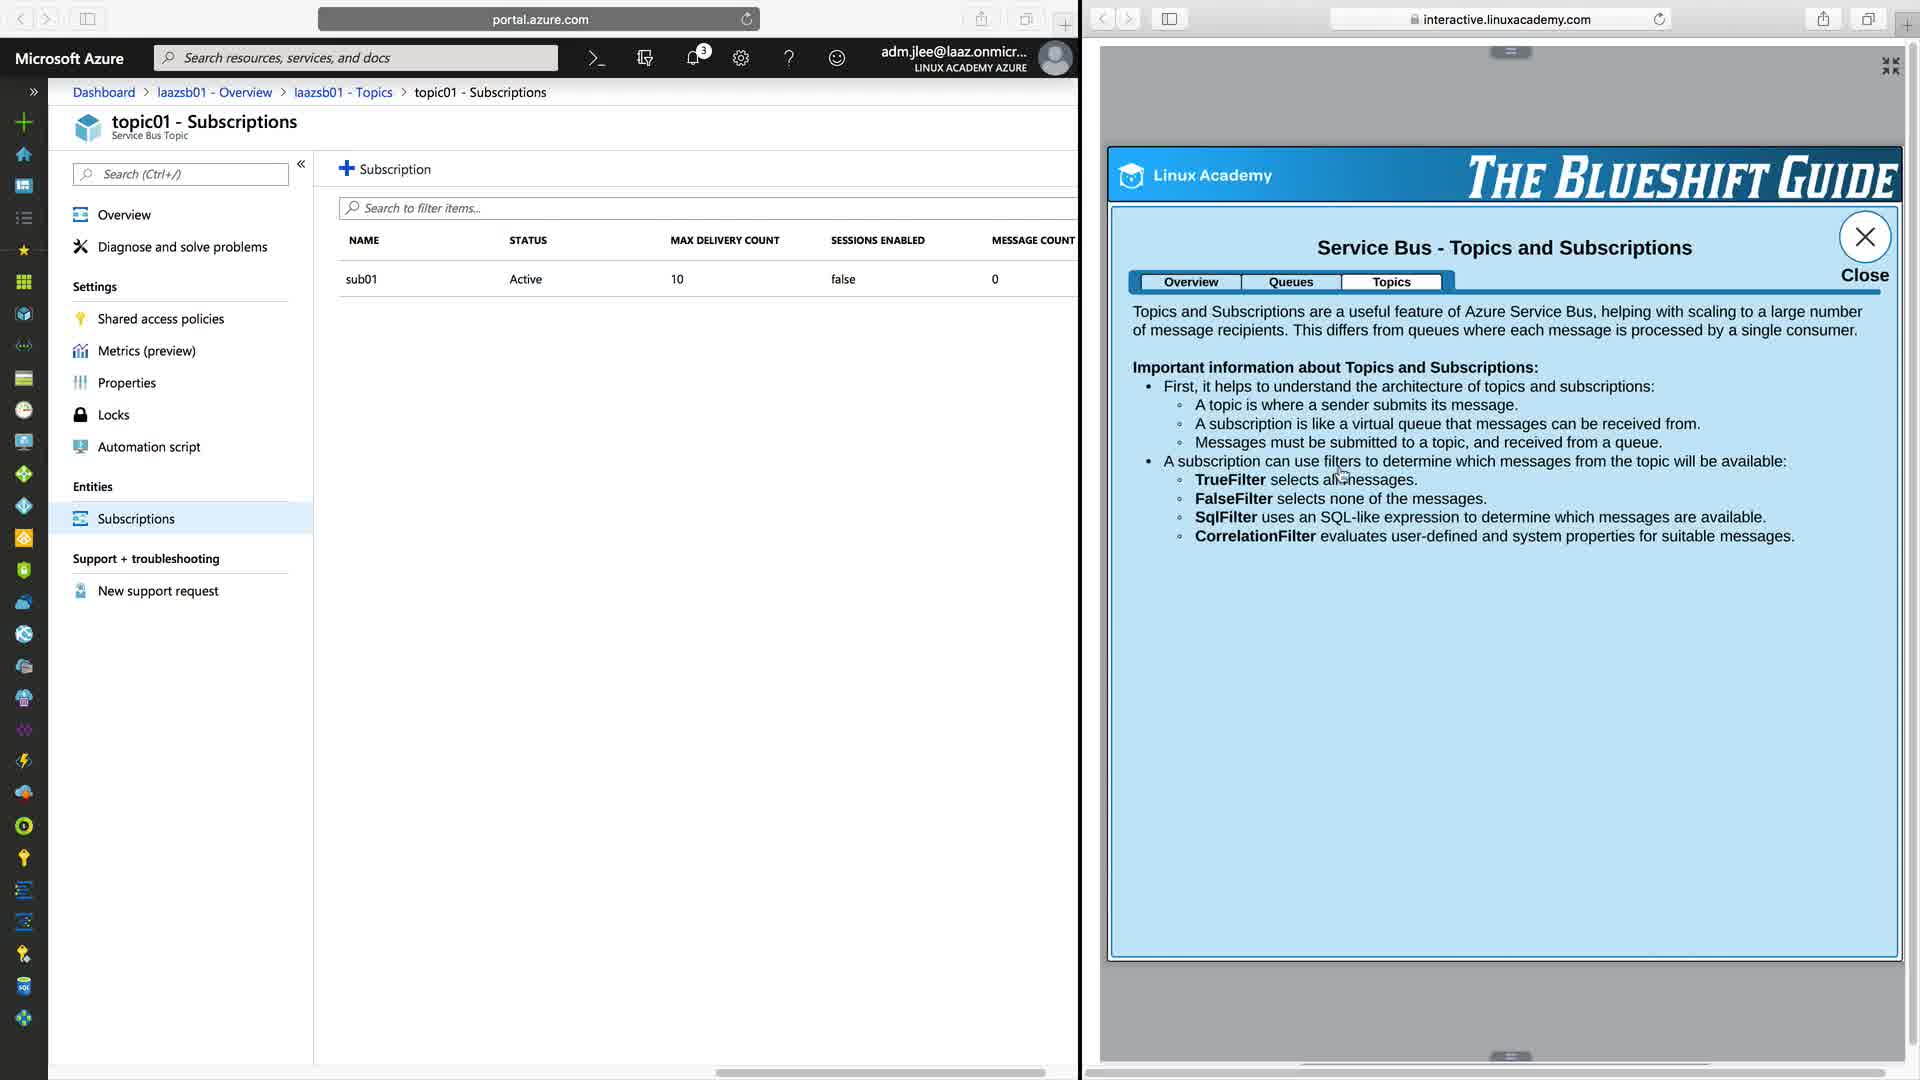 portal.azure.com
Microsoft Azure
Search resources, services, and docs
3
adm.jlee@laaz.onmicr...
LINUX ACADEMY AZURE
Dashboard > laazsb01 - Overview > laazsb01 - Topics > topic01 - Subscriptions
topic01 - Subscriptions
Service Bus Topic
Search (Ctrl+/)
Overview
Diagnose and solve problems
Settings
Shared access policies
Metrics (preview)
Properties
Locks
Automation script
Entities
Subscriptions
Support + troubleshooting
New support request
Subscription
Search to filter items...
NAME STATUS MAX DELIVERY COUNT SESSIONS ENABLED MESSAGE COUNT
sub01 Active 10 false 0
interactive.linuxacademy.com
Linux Academy
THE BLUESHIFT GUIDE
Service Bus - Topics and Subscriptions
Close
Overview Queues Topics
Topics and Subscriptions are a useful feature of Azure Service Bus, helping with scaling to a large number
of message recipients. This differs from queues where each message is processed by a single consumer.
Important information about Topics and Subscriptions:
• First, it helps to understand the architecture of topics and subscriptions:
◦ A topic is where a sender submits its message.
◦ A subscription is like a virtual queue that messages can be received from.
◦ Messages must be submitted to a topic, and received from a queue.
• A subscription can use filters to determine which messages from the topic will be available:
◦ TrueFilter selects all messages.
◦ FalseFilter selects none of the messages.
◦ SqlFilter uses an SQL-like expression to determine which messages are available.
◦ CorrelationFilter evaluates user-defined and system properties for suitable messages.